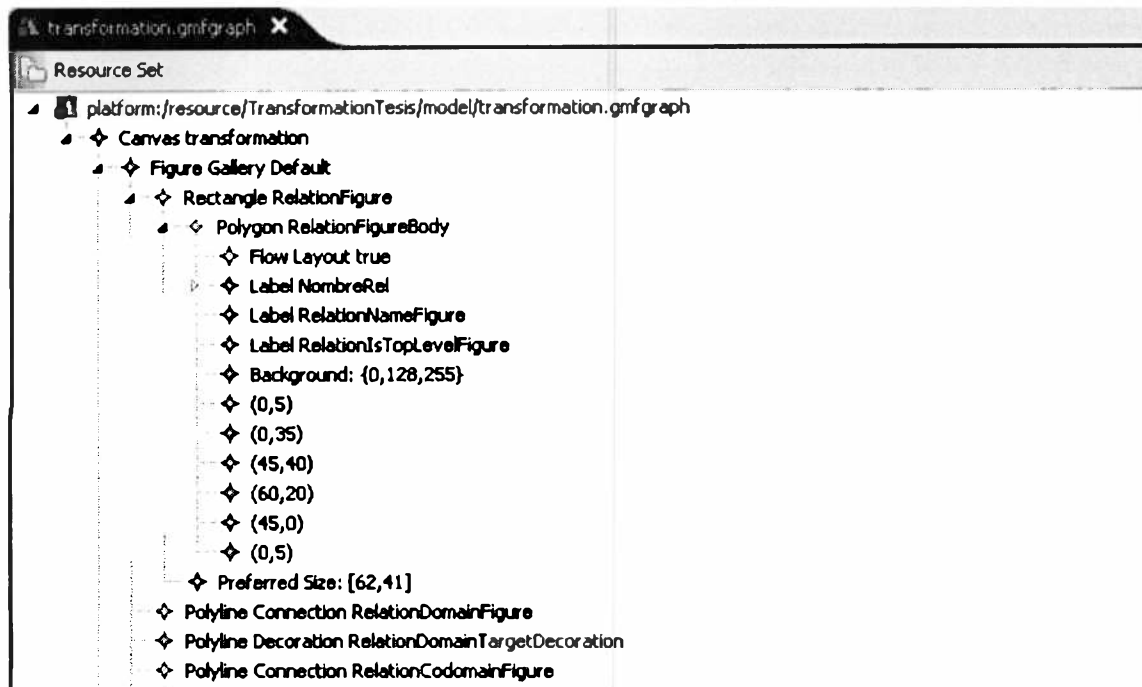 transformation.gmfgraph
Resource Set
platform:/resource/TransformationTesis/model/transformation.gmfgraph
Canvas transformation
Figure Gallery Default
Rectangle RelationFigure
Polygon RelationFigureBody
Flow Layout true
Label NombreRel
Label RelationNameFigure
Label RelationIsTopLevelFigure
Background: {0,128,255}
(0,5)
(0,35)
(45,40)
(60,20)
(45,0)
(0,5)
Preferred Size: [62,41]
Polyline Connection RelationDomainFigure
Polyline Decoration RelationDomainTargetDecoration
Polyline Connection RelationCodomainFigure